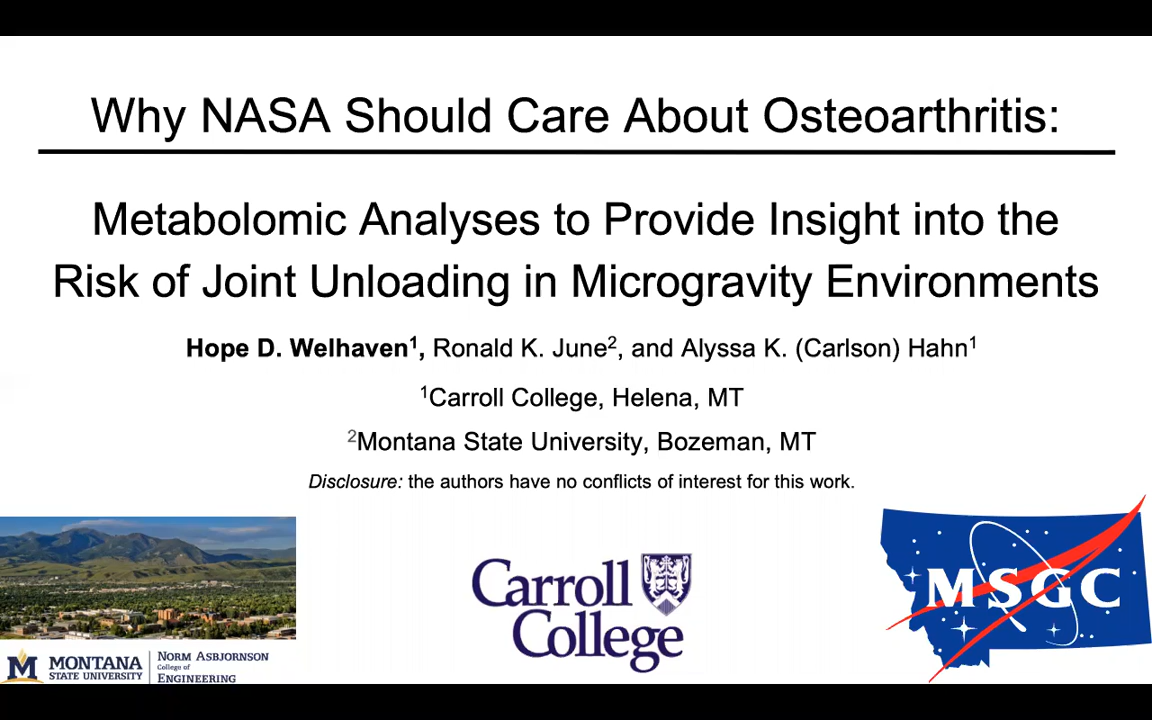 Why NASA Should Care About Osteoarthritis:
Metabolomic Analyses to Provide Insight into the
Risk of Joint Unloading in Microgravity Environments
Hope D. Welhaven¹, Ronald K. June², and Alyssa K. (Carlson) Hahn¹
¹Carroll College, Helena, MT
²Montana State University, Bozeman, MT
Disclosure: the authors have no conflicts of interest for this work.
Carroll
College
MSGC
M
MONTANA
STATE UNIVERSITY
NORM ASBJORNSON
College of
ENGINEERING